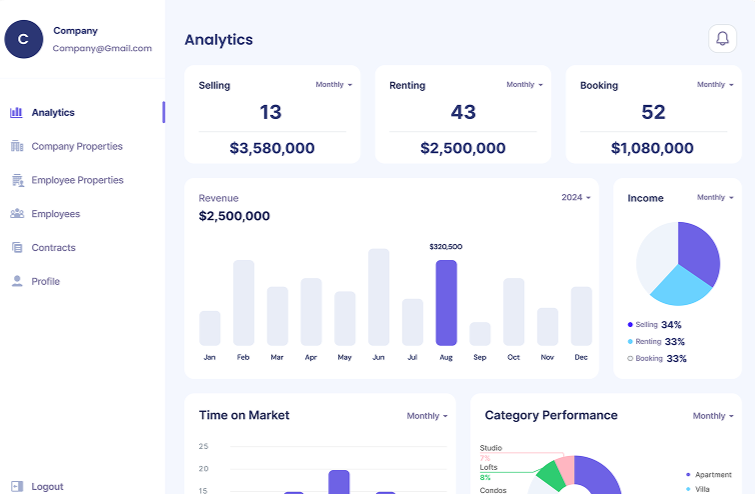 C
Company
Company@Gmail.com
Analytics
Company Properties
Employee Properties
Employees
Contracts
Profile
Logout
Analytics
Selling Monthly
13
$3,580,000
Renting Monthly
43
$2,500,000
Booking Monthly
52
$1,080,000
Revenue 2024
$2,500,000
$320,500
Jan Feb Mar Apr May Jun Jul Aug Sep Oct Nov Dec
Income Monthly
Selling 34%
Renting 33%
Booking 33%
Time on Market Monthly
25
20
15
Category Performance Monthly
Studio
7%
Lofts
8%
Condos
Apartment
Villa